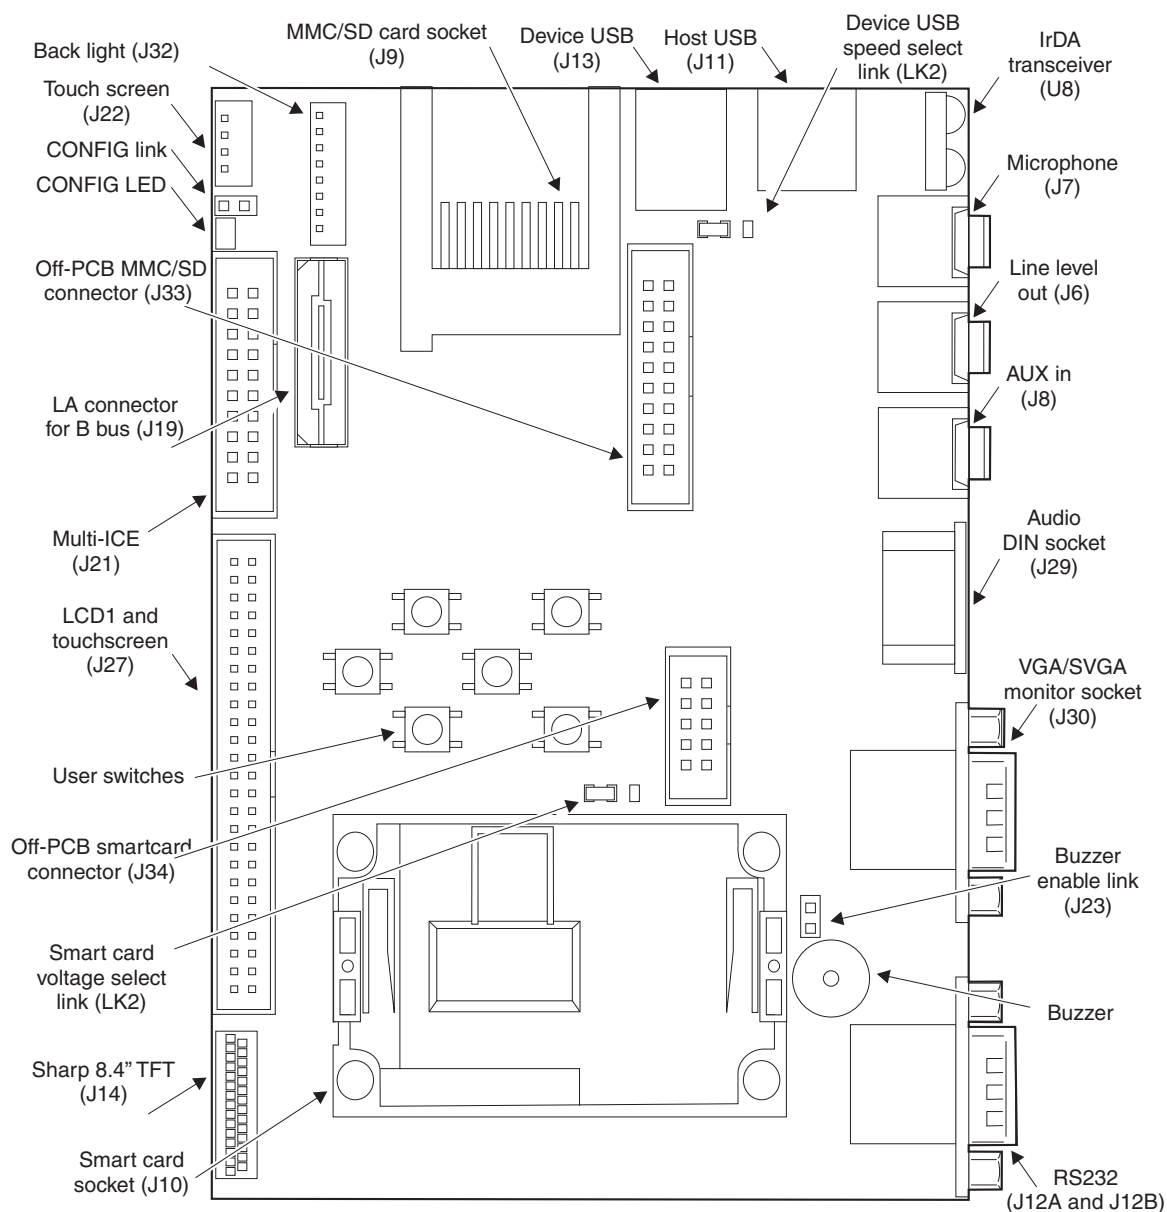 Back light (J32)
MMC/SD card socket
(J9)
Device USB
(J13)
Host USB
(J11)
Device USB
speed select
link (LK2)
IrDA
transceiver
(U8)
Touch screen
(J22)
CONFIG link
CONFIG LED
Off-PCB MMC/SD
connector (J33)
LA connector
for B bus (J19)
Multi-ICE
(J21)
LCD1 and
touchscreen
(J27)
User switches
Off-PCB smartcard
connector (J34)
Smart card
voltage select
link (LK2)
Sharp 8.4” TFT
(J14)
Smart card
socket (J10)
Microphone
(J7)
Line level
out (J6)
AUX in
(J8)
Audio
DIN socket
(J29)
VGA/SVGA
monitor socket
(J30)
Buzzer
enable link
(J23)
Buzzer
RS232
(J12A and J12B)